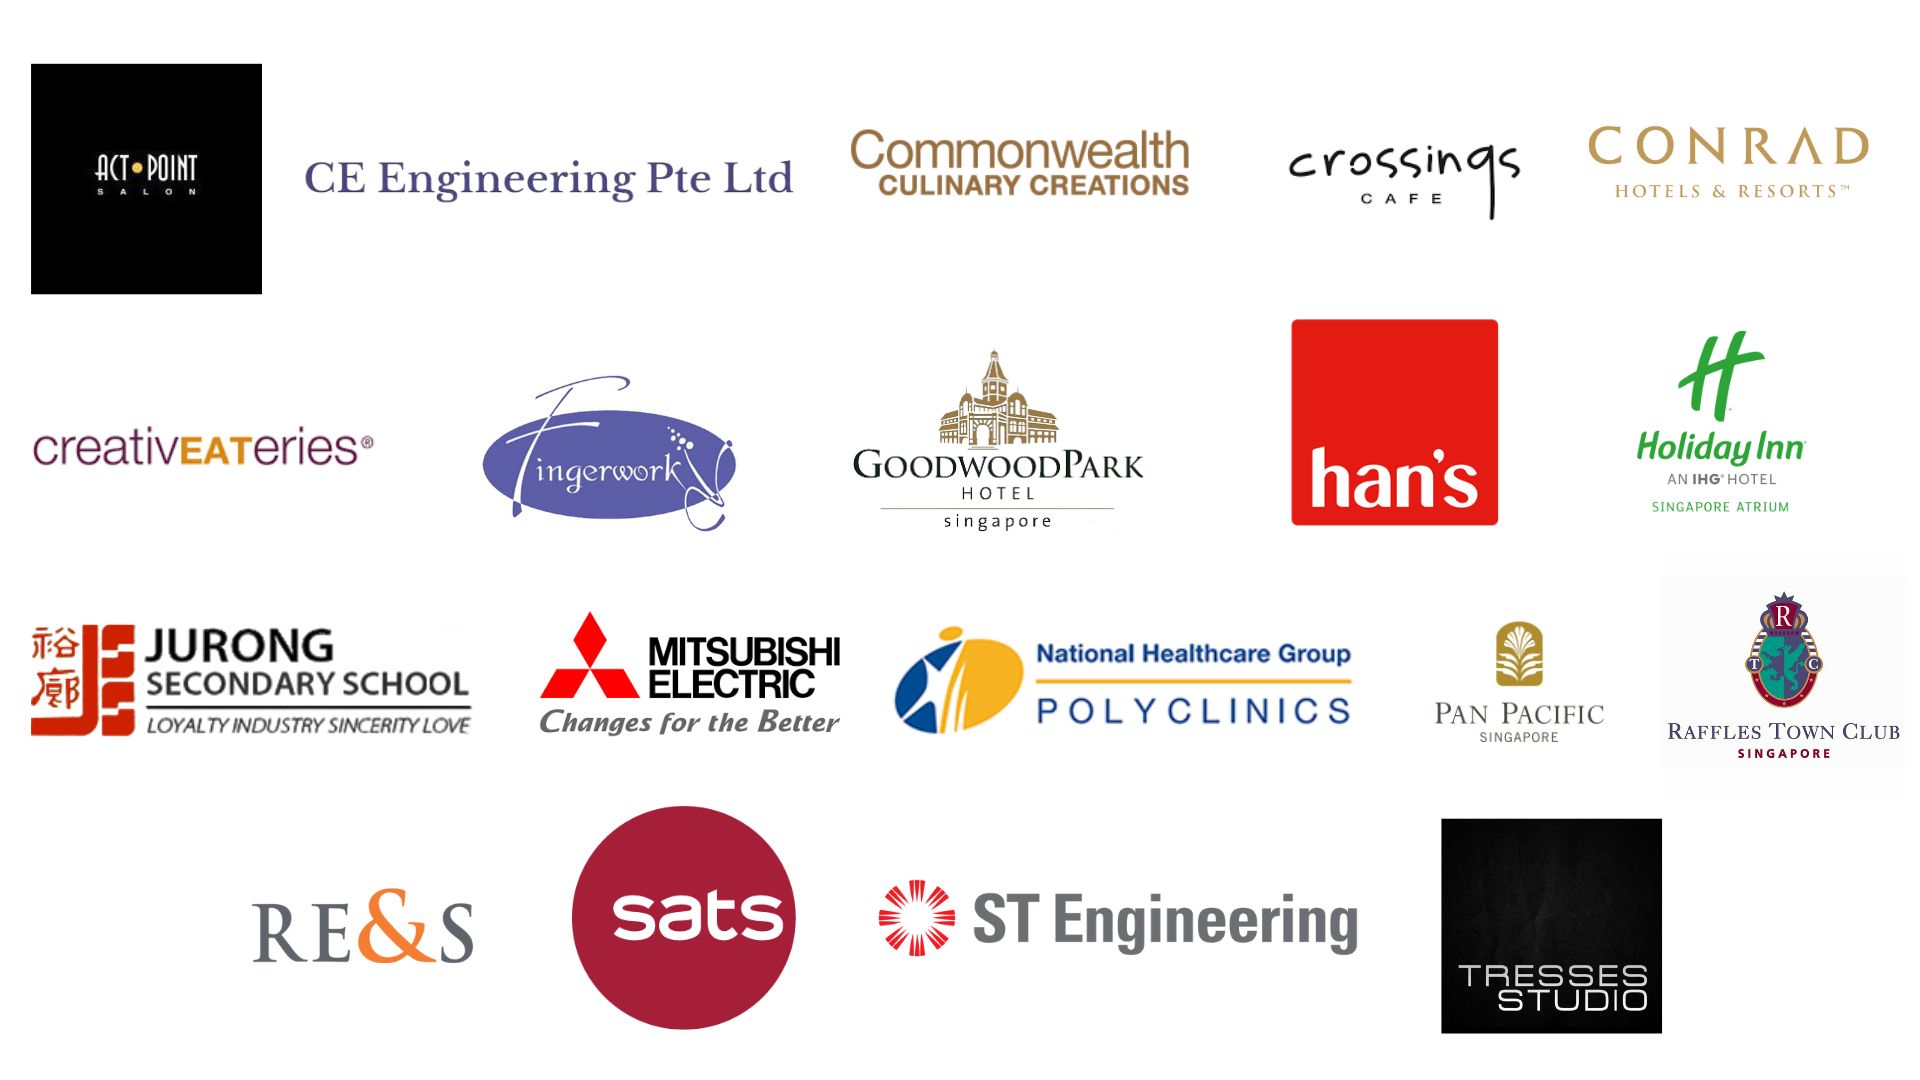 ACT•POINT
SALON
CE Engineering Pte Ltd
Commonwealth
CULINARY CREATIONS
crossings
CAFE
CONRAD
HOTELS & RESORTS™
creativEATeries®
Fingerworks
GOODWOODPARK
HOTEL
singapore
han's
H
Holiday Inn®
AN IHG® HOTEL
SINGAPORE ATRIUM
裕廊
JURONG
SECONDARY SCHOOL
LOYALTY INDUSTRY SINCERITY LOVE
MITSUBISHI
ELECTRIC
Changes for the Better
National Healthcare Group
POLYCLINICS
PAN PACIFIC
SINGAPORE
R
T C
RAFFLES TOWN CLUB
SINGAPORE
RE&S
sats
ST Engineering
TRESSES
STUDIO